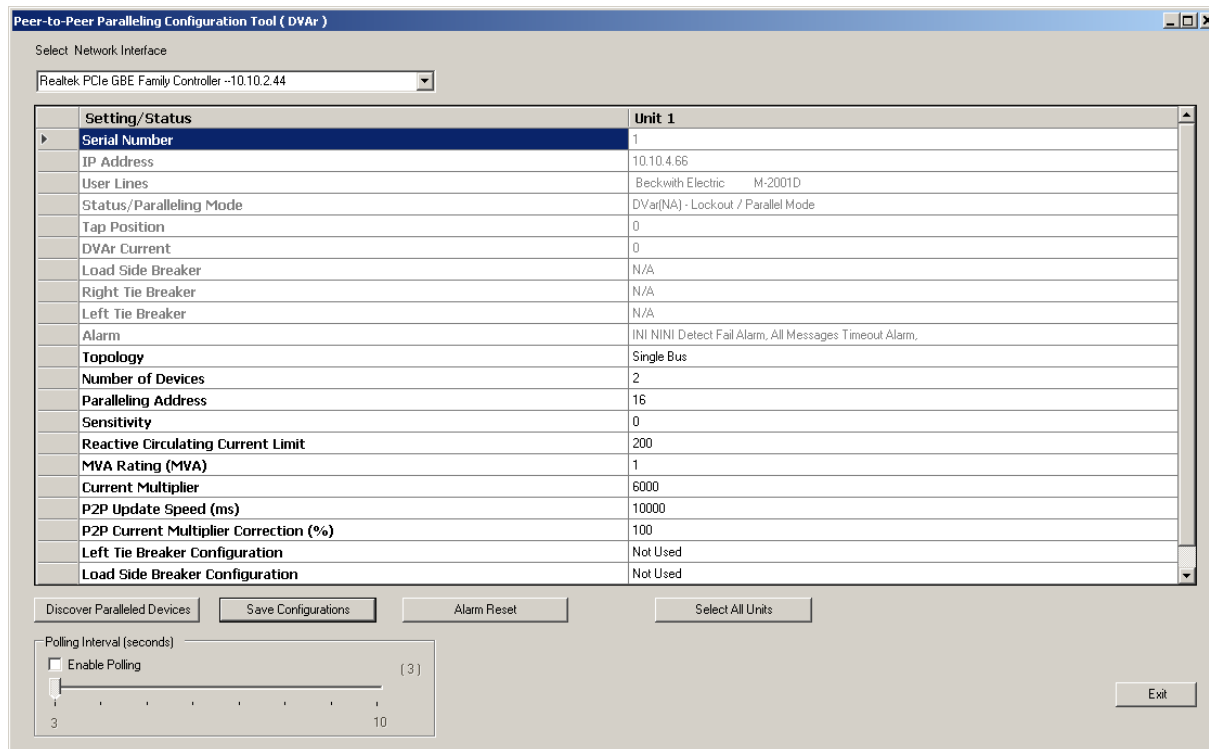 Peer-to-Peer Paralleling Configuration Tool ( DVAr )
Select Network Interface
Realtek PCIe GBE Family Controller --10.10.2.44
Setting/Status Unit 1
Serial Number 1
IP Address 10.10.4.66
User Lines Beckwith Electric M-2001D
Status/Paralleling Mode DVar(NA) - Lockout / Parallel Mode
Tap Position 0
DVAr Current 0
Load Side Breaker N/A
Right Tie Breaker N/A
Left Tie Breaker N/A
Alarm INI NINI Detect Fail Alarm, All Messages Timeout Alarm,
Topology Single Bus
Number of Devices 2
Paralleling Address 16
Sensitivity 0
Reactive Circulating Current Limit 200
MVA Rating (MVA) 1
Current Multiplier 6000
P2P Update Speed (ms) 10000
P2P Current Multiplier Correction (%) 100
Left Tie Breaker Configuration Not Used
Load Side Breaker Configuration Not Used
Discover Paralleled Devices Save Configurations Alarm Reset Select All Units
Polling Interval (seconds)
Enable Polling (3)
3 10
Exit